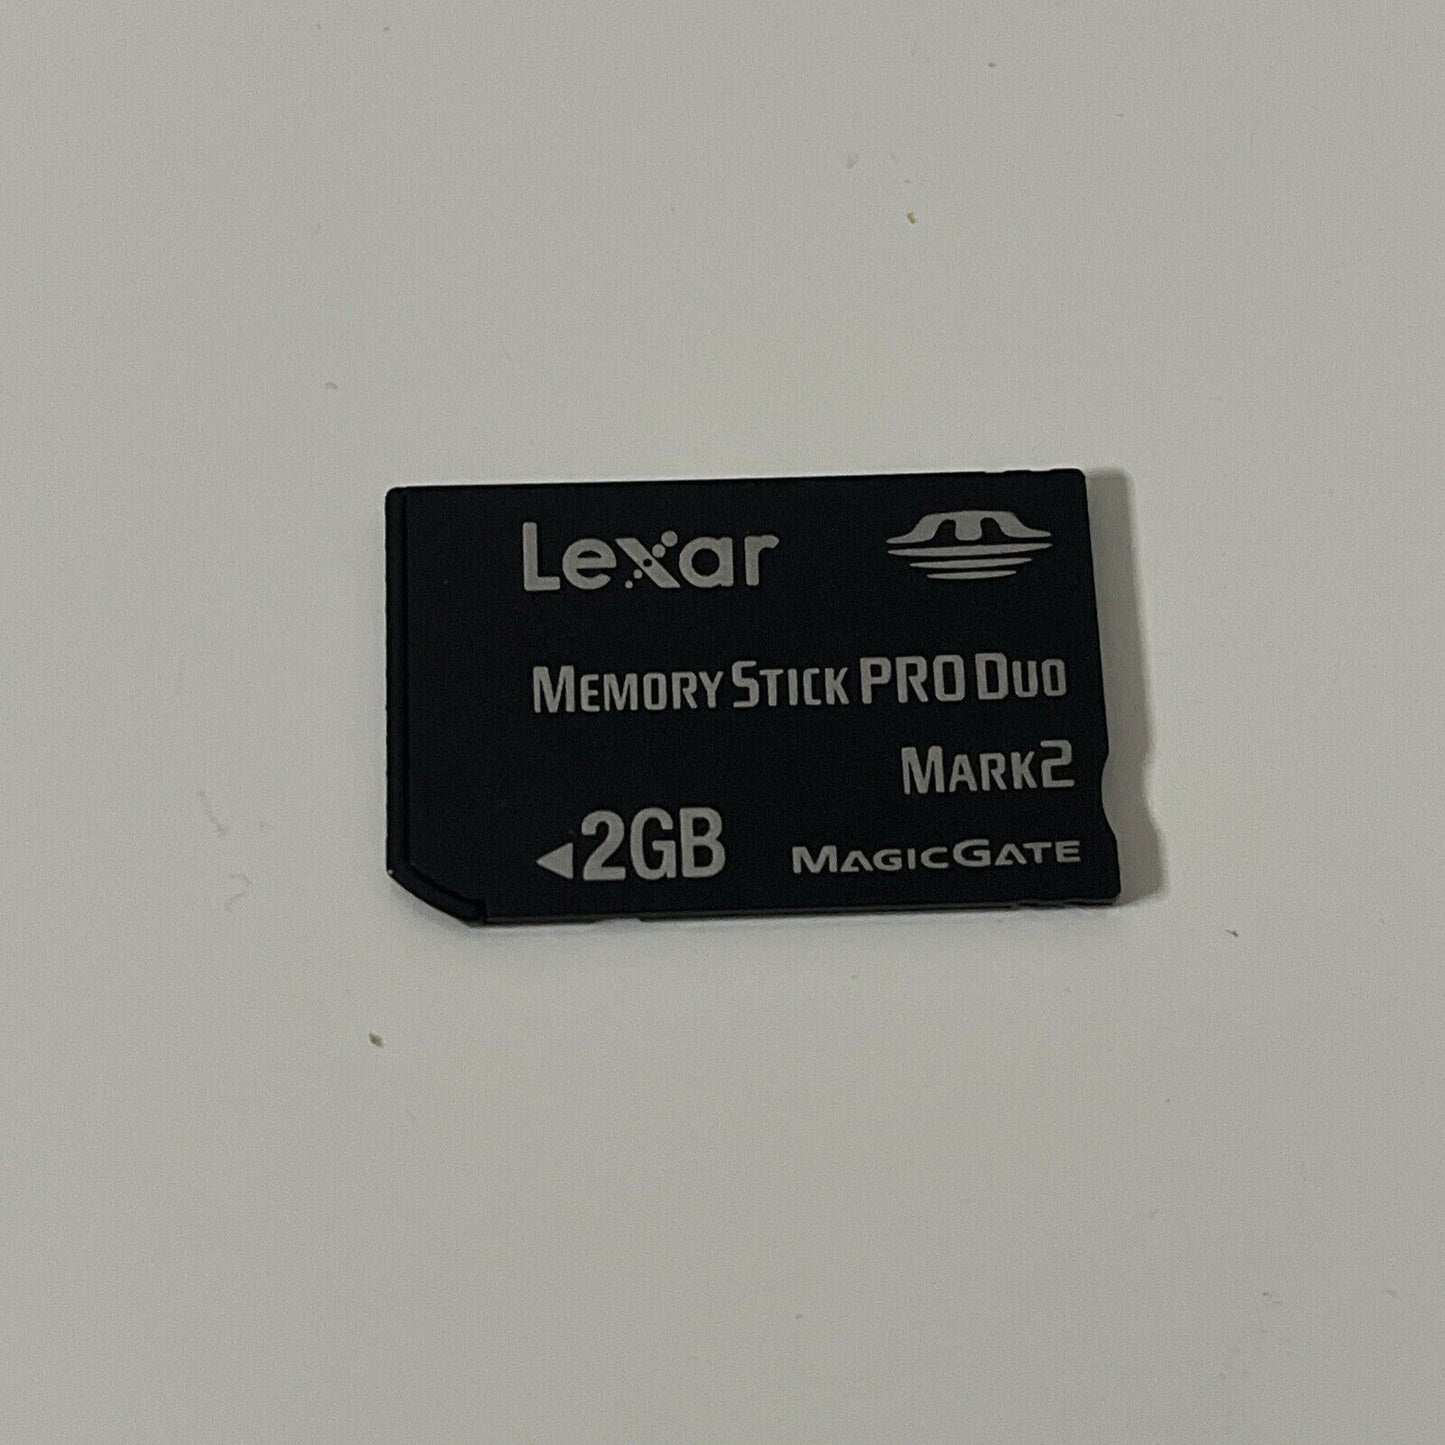 Lexar
MEMORY STICK PRO DUO
MARK2
2GB MAGICGATE